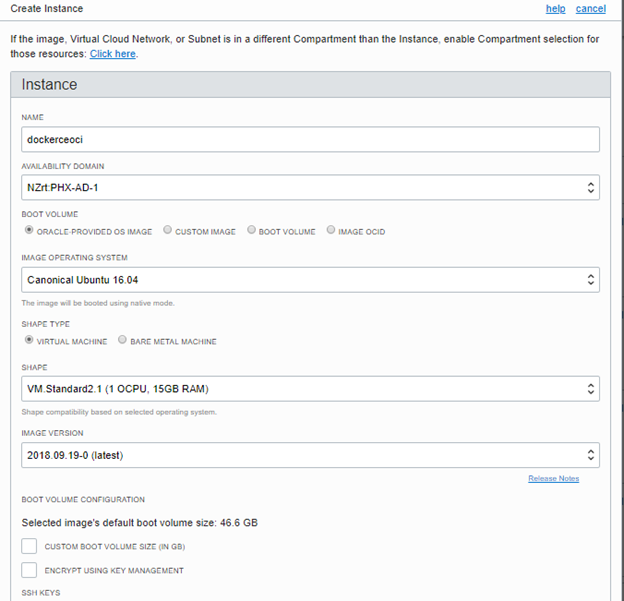 Create Instance help cancel
If the image, Virtual Cloud Network, or Subnet is in a different Compartment than the Instance, enable Compartment selection for
those resources: Click here.
Instance
NAME
dockerceoci
AVAILABILITY DOMAIN
NZrt:PHX-AD-1
BOOT VOLUME
ORACLE-PROVIDED OS IMAGE CUSTOM IMAGE BOOT VOLUME IMAGE OCID
IMAGE OPERATING SYSTEM
Canonical Ubuntu 16.04
The image will be booted using native mode.
SHAPE TYPE
VIRTUAL MACHINE BARE METAL MACHINE
SHAPE
VM.Standard2.1 (1 OCPU, 15GB RAM)
Shape compatibility based on selected operating system.
IMAGE VERSION
2018.09.19-0 (latest)
Release Notes
BOOT VOLUME CONFIGURATION
Selected image's default boot volume size: 46.6 GB
CUSTOM BOOT VOLUME SIZE (IN GB)
ENCRYPT USING KEY MANAGEMENT
SSH KEYS